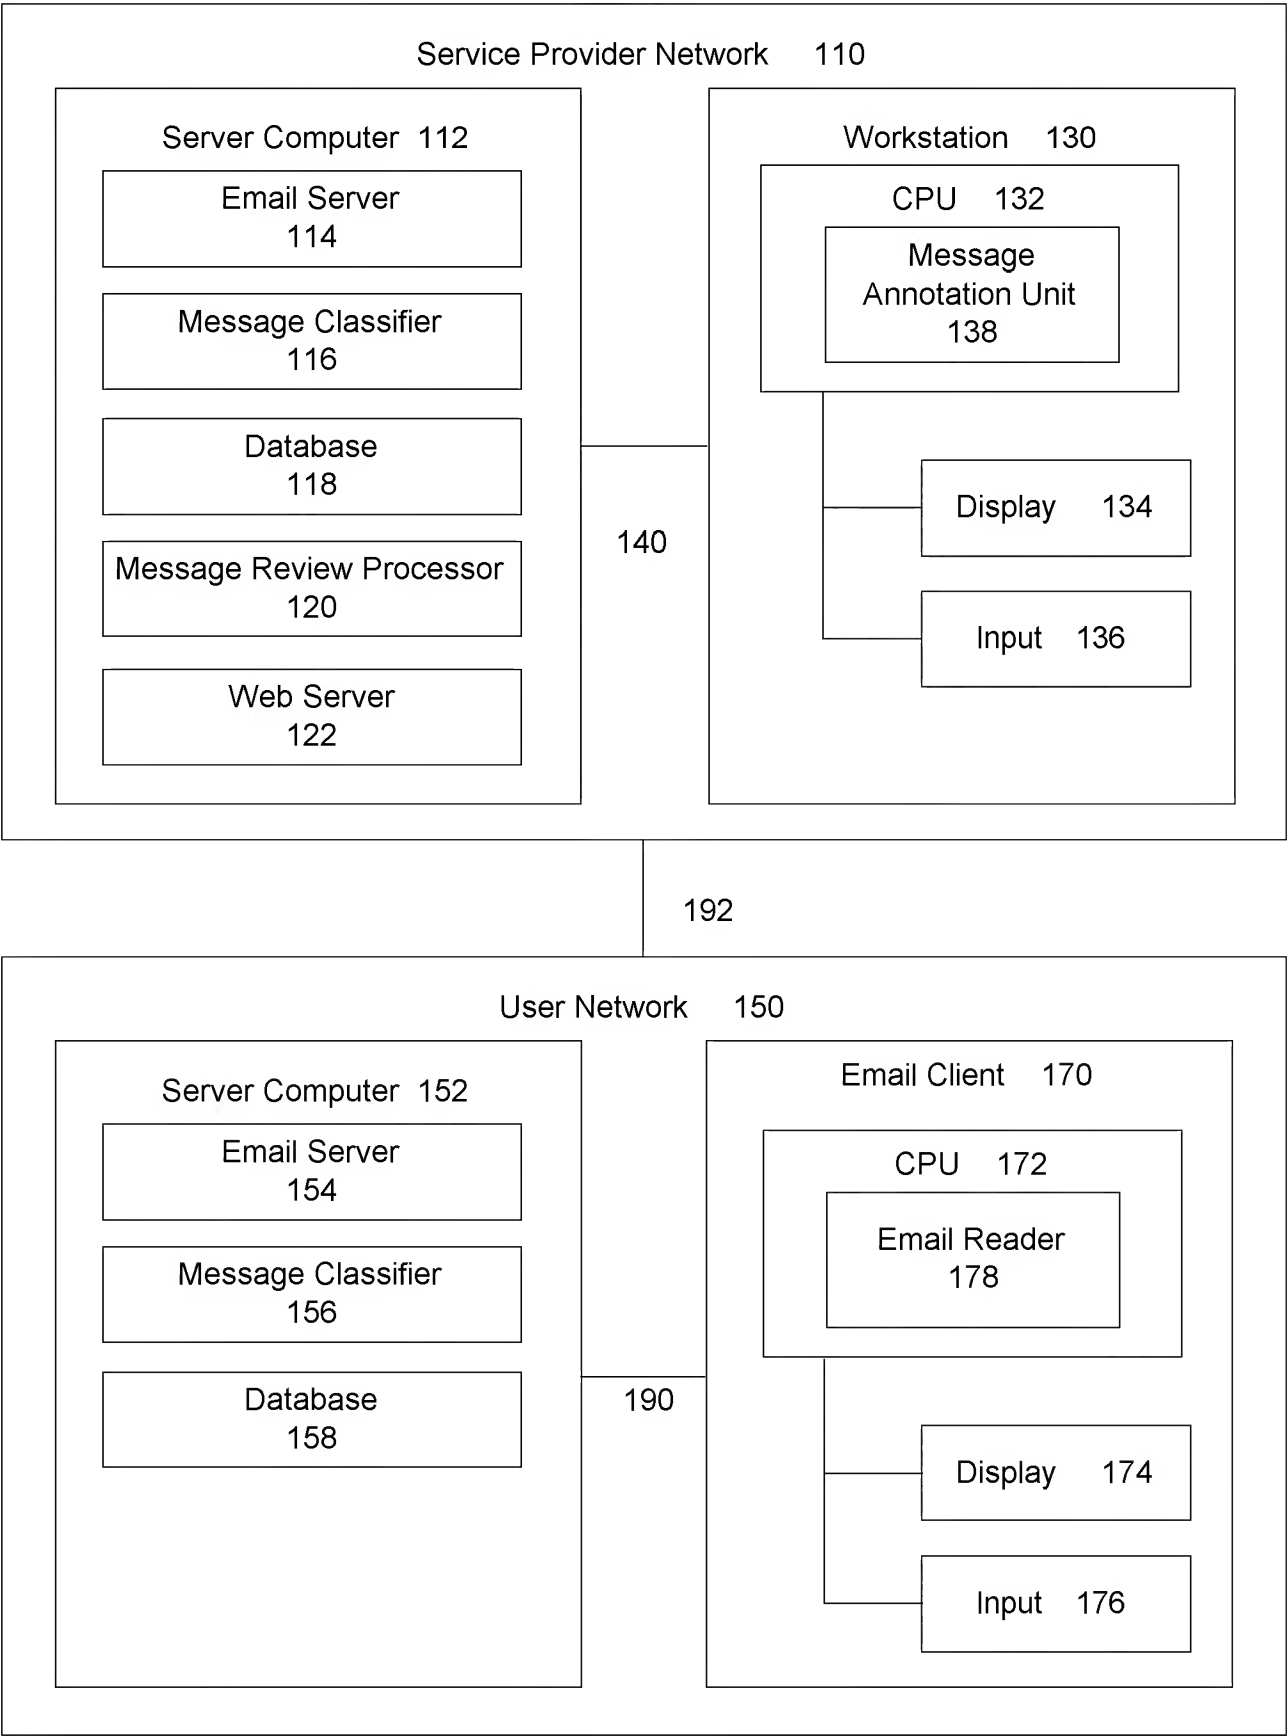 Service Provider Network 110
Server Computer 112
Email Server
114
Message Classifier
116
Database
118
Message Review Processor
120
Web Server
122
140
Workstation 130
CPU 132
Message
Annotation Unit
138
Display 134
Input 136
192
User Network 150
Server Computer 152
Email Server
154
Message Classifier
156
Database
158
190
Email Client 170
CPU 172
Email Reader
178
Display 174
Input 176